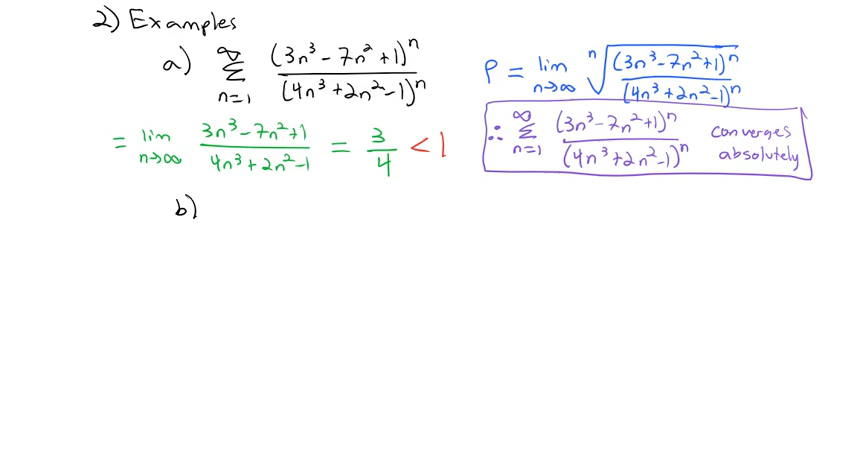 2) Examples
a) ∑_{n=1}^{∞} (3n³ - 7n² + 1)ⁿ / (4n³ + 2n² - 1)ⁿ
ρ = lim_{n→∞} ⁿ√((3n³ - 7n² + 1)ⁿ / (4n³ + 2n² - 1)ⁿ)
= lim_{n→∞} (3n³ - 7n² + 1) / (4n³ + 2n² - 1) = 3/4 < 1
∴ ∑_{n=1}^{∞} (3n³ - 7n² + 1)ⁿ / (4n³ + 2n² - 1)ⁿ converges absolutely
b)